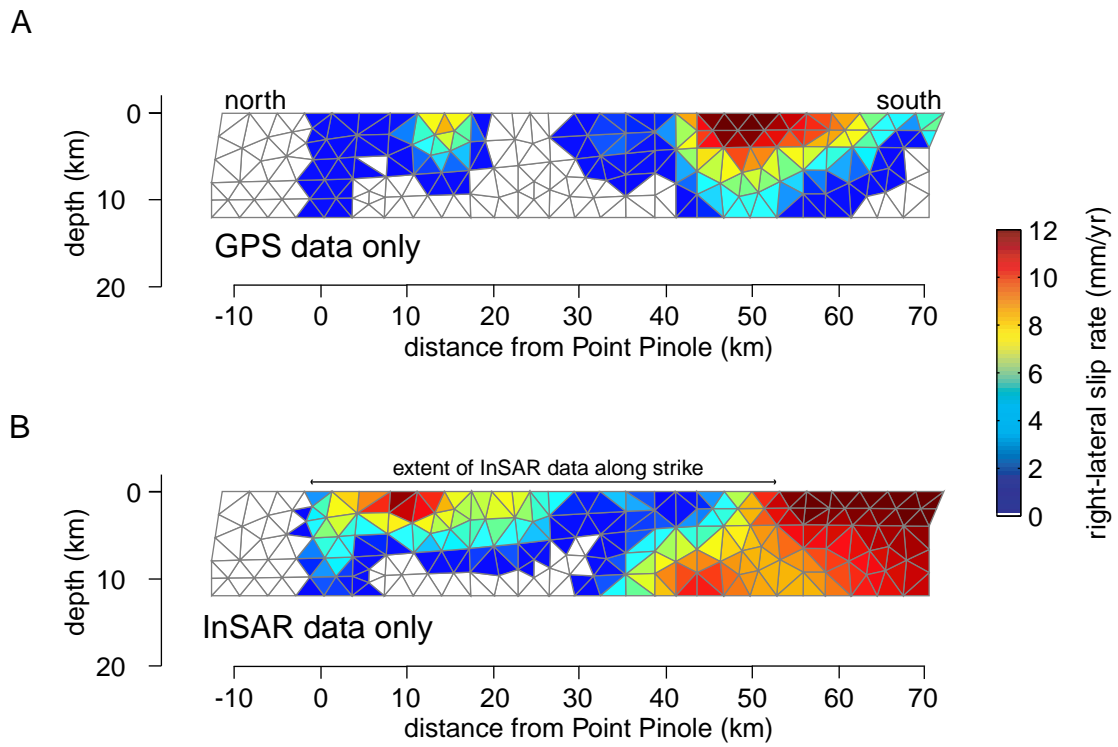 A
north
south
0
10
20
depth (km)
GPS data only
-10 0 10 20 30 40 50 60 70
distance from Point Pinole (km)
12
10
8
6
4
2
0
right-lateral slip rate (mm/yr)
B
extent of InSAR data along strike
0
10
20
depth (km)
InSAR data only
-10 0 10 20 30 40 50 60 70
distance from Point Pinole (km)